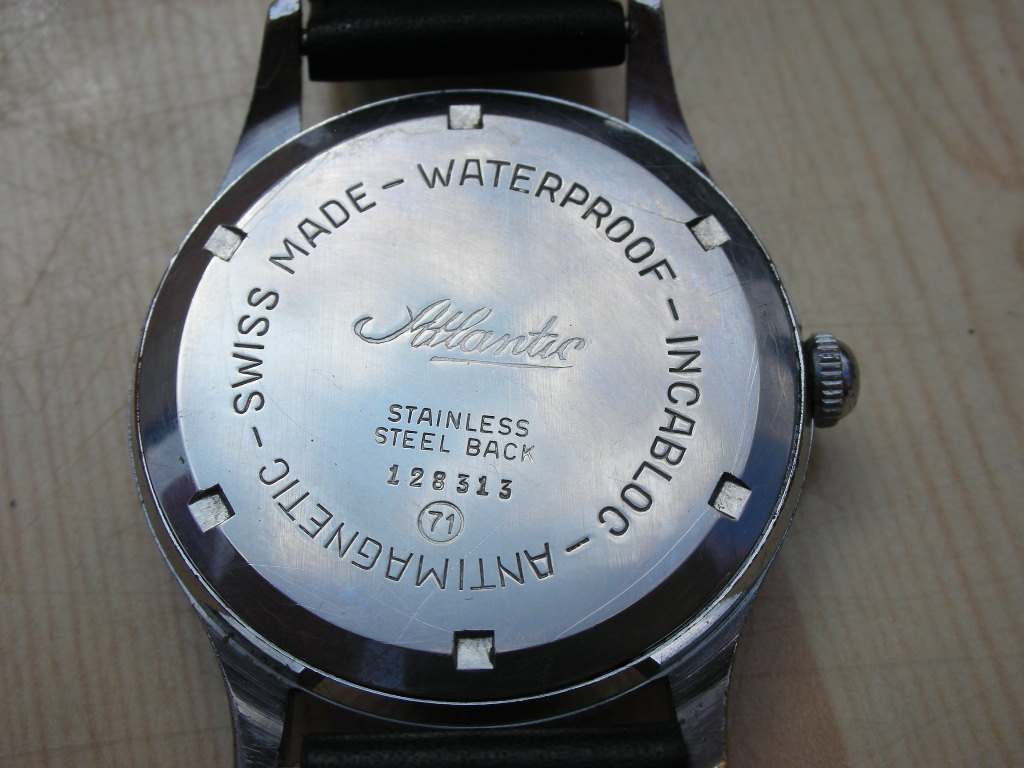 SWISS MADE - WATERPROOF - INCABLOC - ANTIMAGNETIC -
Atlantic
STAINLESS
STEEL BACK
128313
71